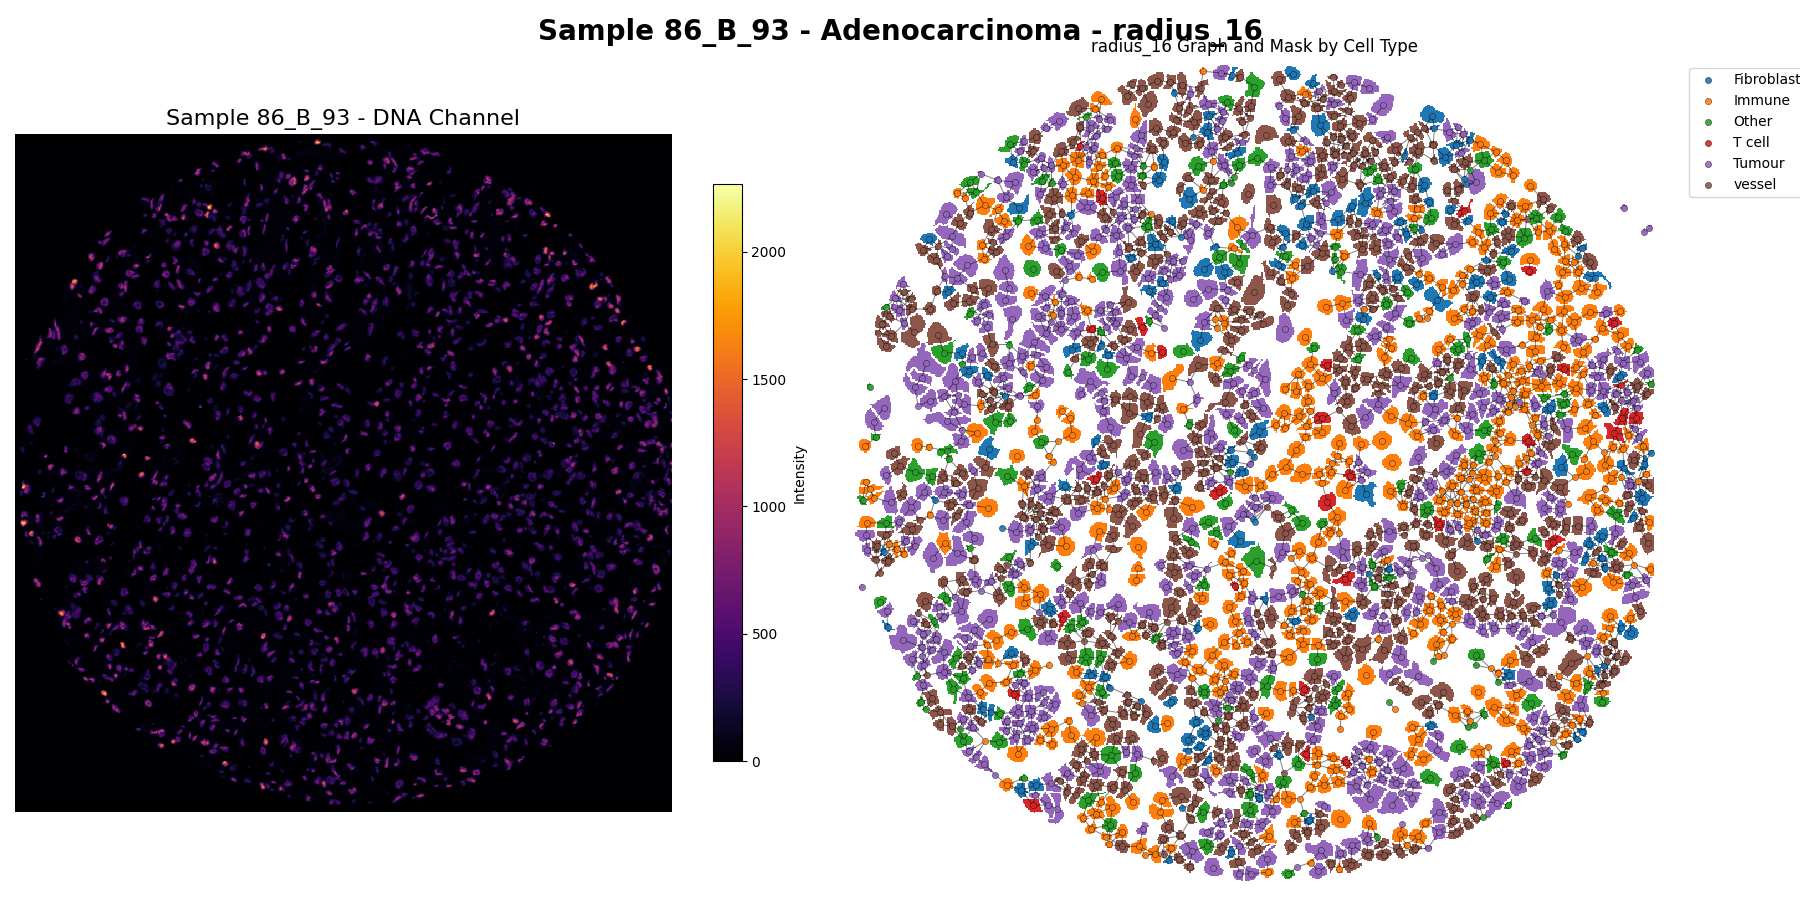 Sample 86_B_93 - Adenocarcinoma - radius_16
radius_16 Graph and Mask by Cell Type
Sample 86_B_93 - DNA Channel
Intensity
2000
1500
1000
500
0
Fibroblast
Immune
Other
T cell
Tumour
vessel